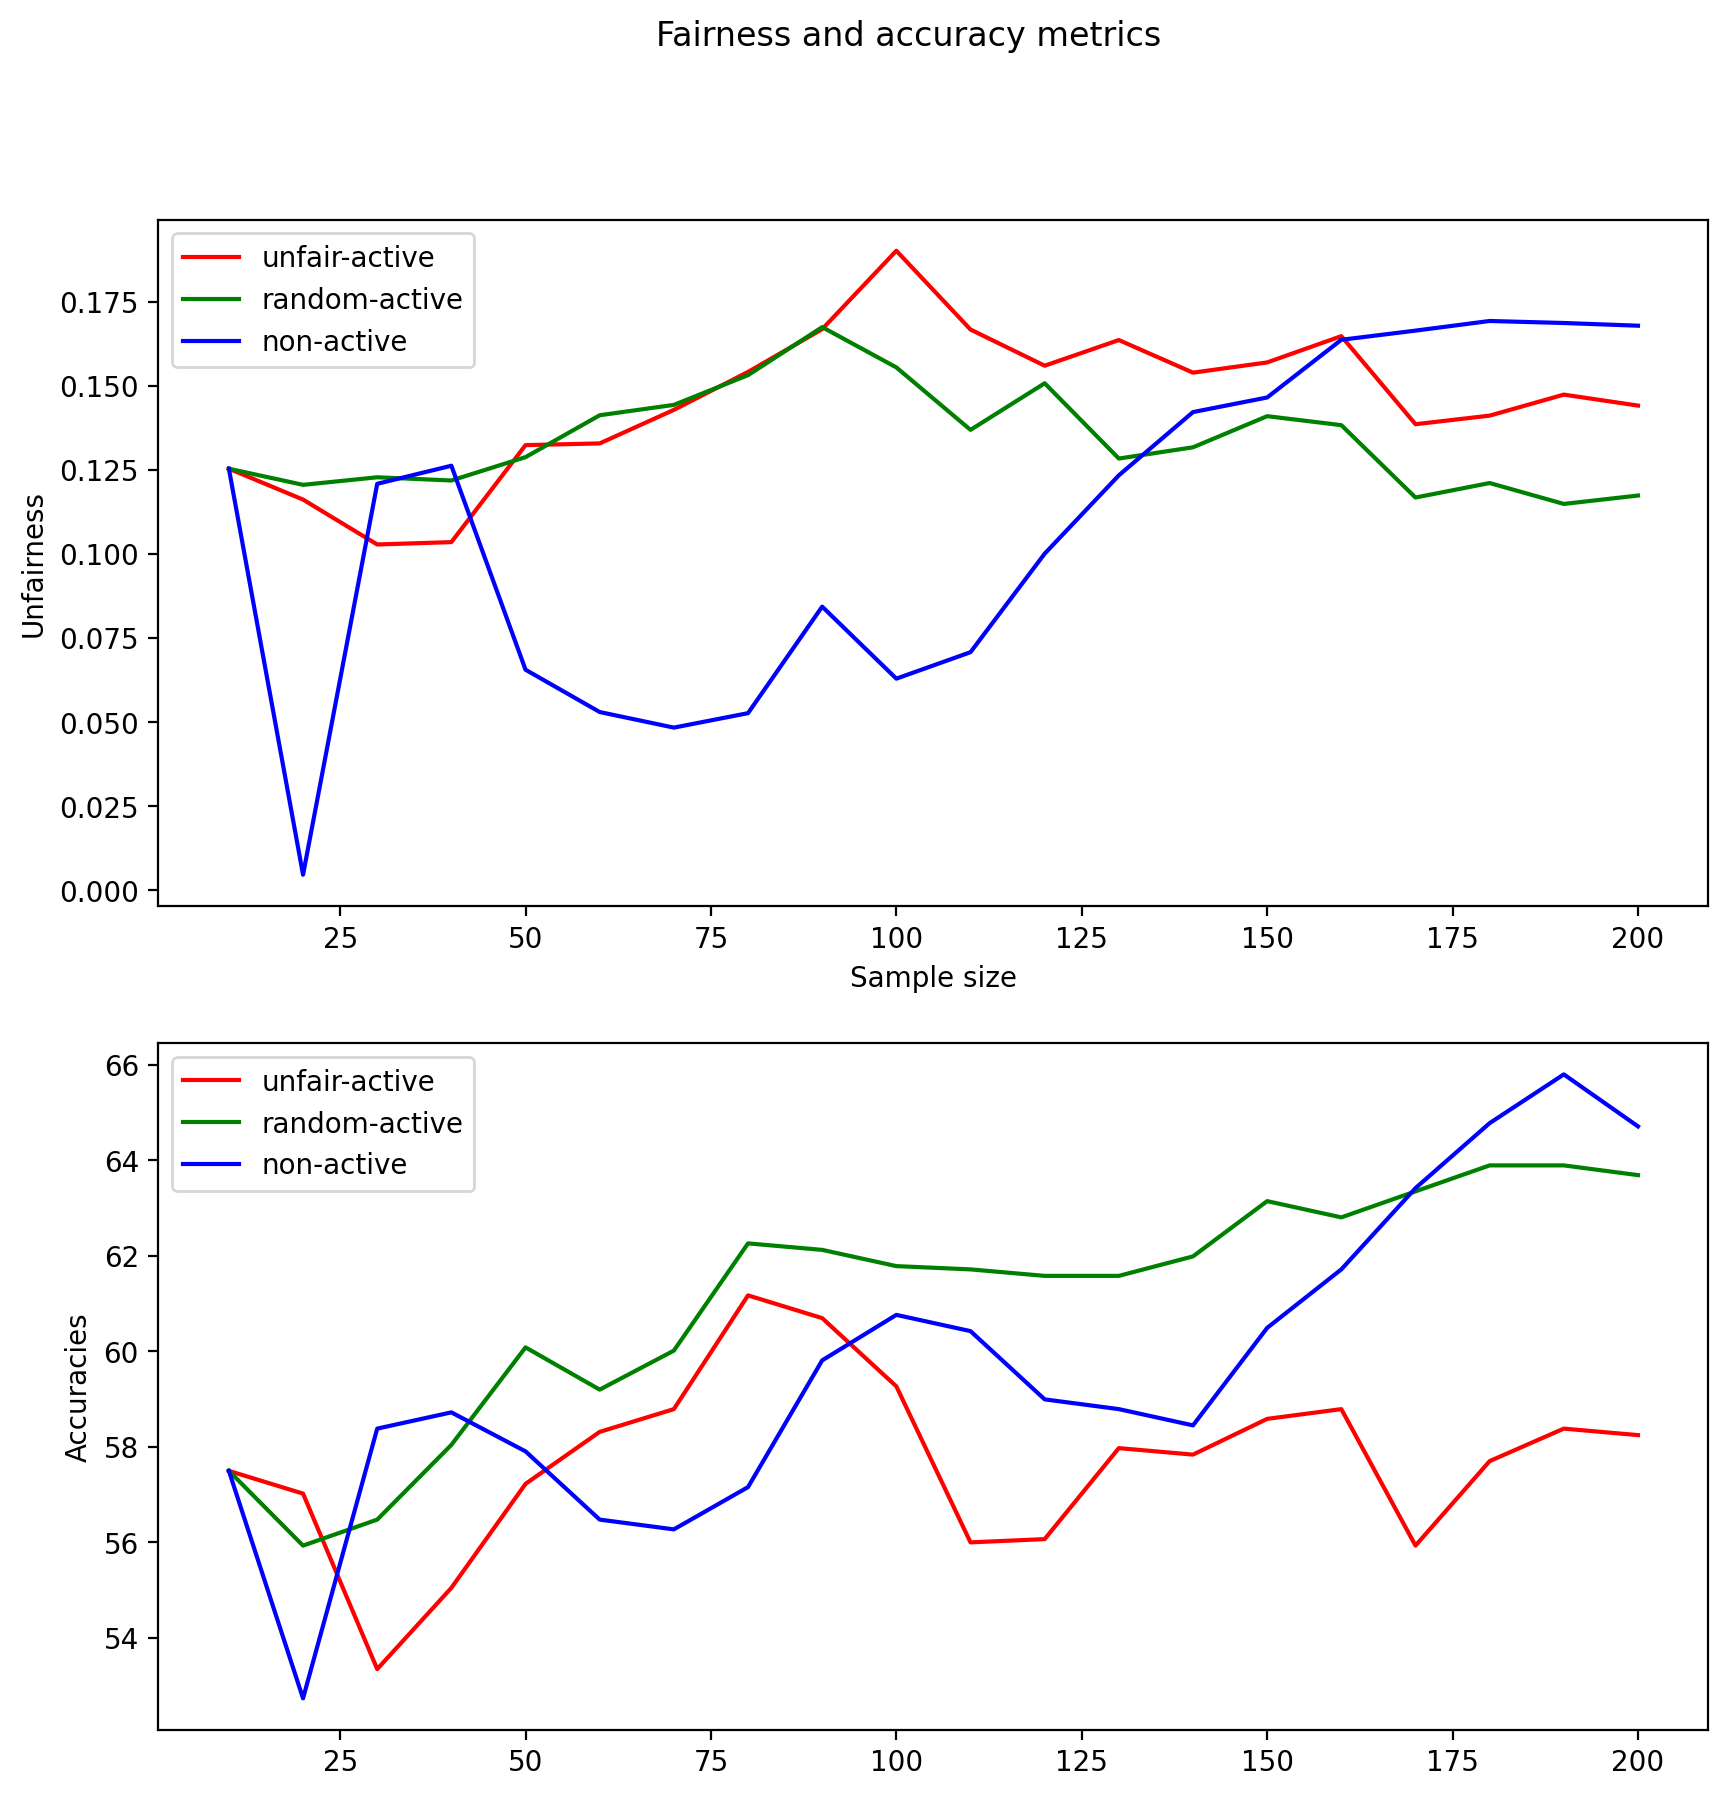 Fairness and accuracy metrics
unfair-active
random-active
non-active
Unfairness
0.175
0.150
0.125
0.100
0.075
0.050
0.025
0.000
25 50 75 100 125 150 175 200
Sample size
unfair-active
random-active
non-active
Accuracies
66
64
62
60
58
56
54
25 50 75 100 125 150 175 200